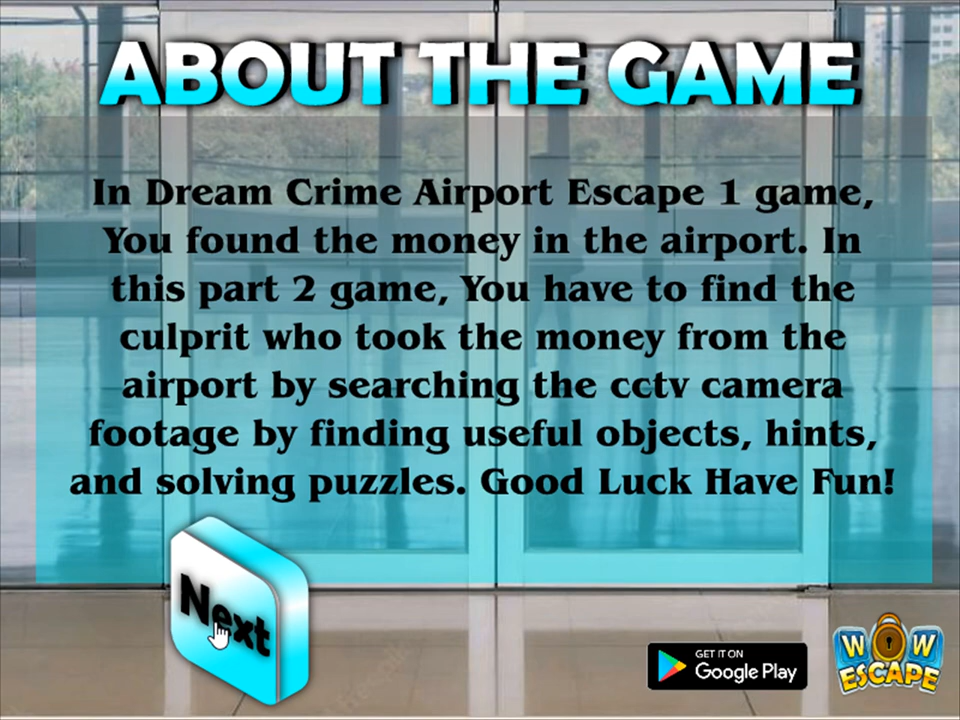 ABOUT THE GAME
In Dream Crime Airport Escape 1 game,
You found the money in the airport. In
this part 2 game, You have to find the
culprit who took the money from the
airport by searching the cctv camera
footage by finding useful objects, hints,
and solving puzzles. Good Luck Have Fun!
Next
GET IT ON
Google Play
WOW
ESCAPE